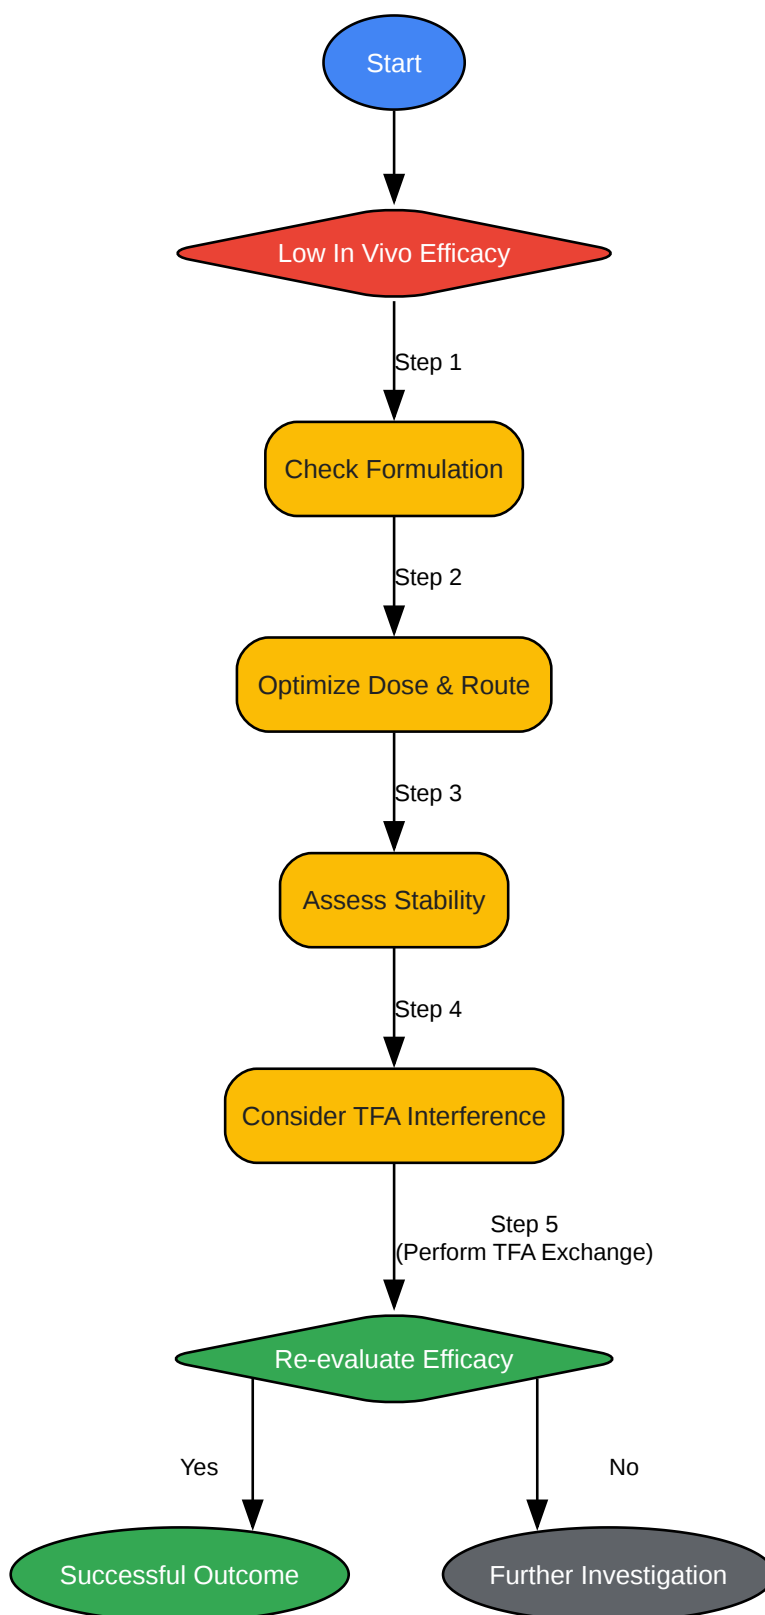 Start
Low In Vivo Efficacy
Step 1
Check Formulation
Step 2
Optimize Dose & Route
Step 3
Assess Stability
Step 4
Consider TFA Interference
Step 5
(Perform TFA Exchange)
Re-evaluate Efficacy
Yes
No
Successful Outcome
Further Investigation